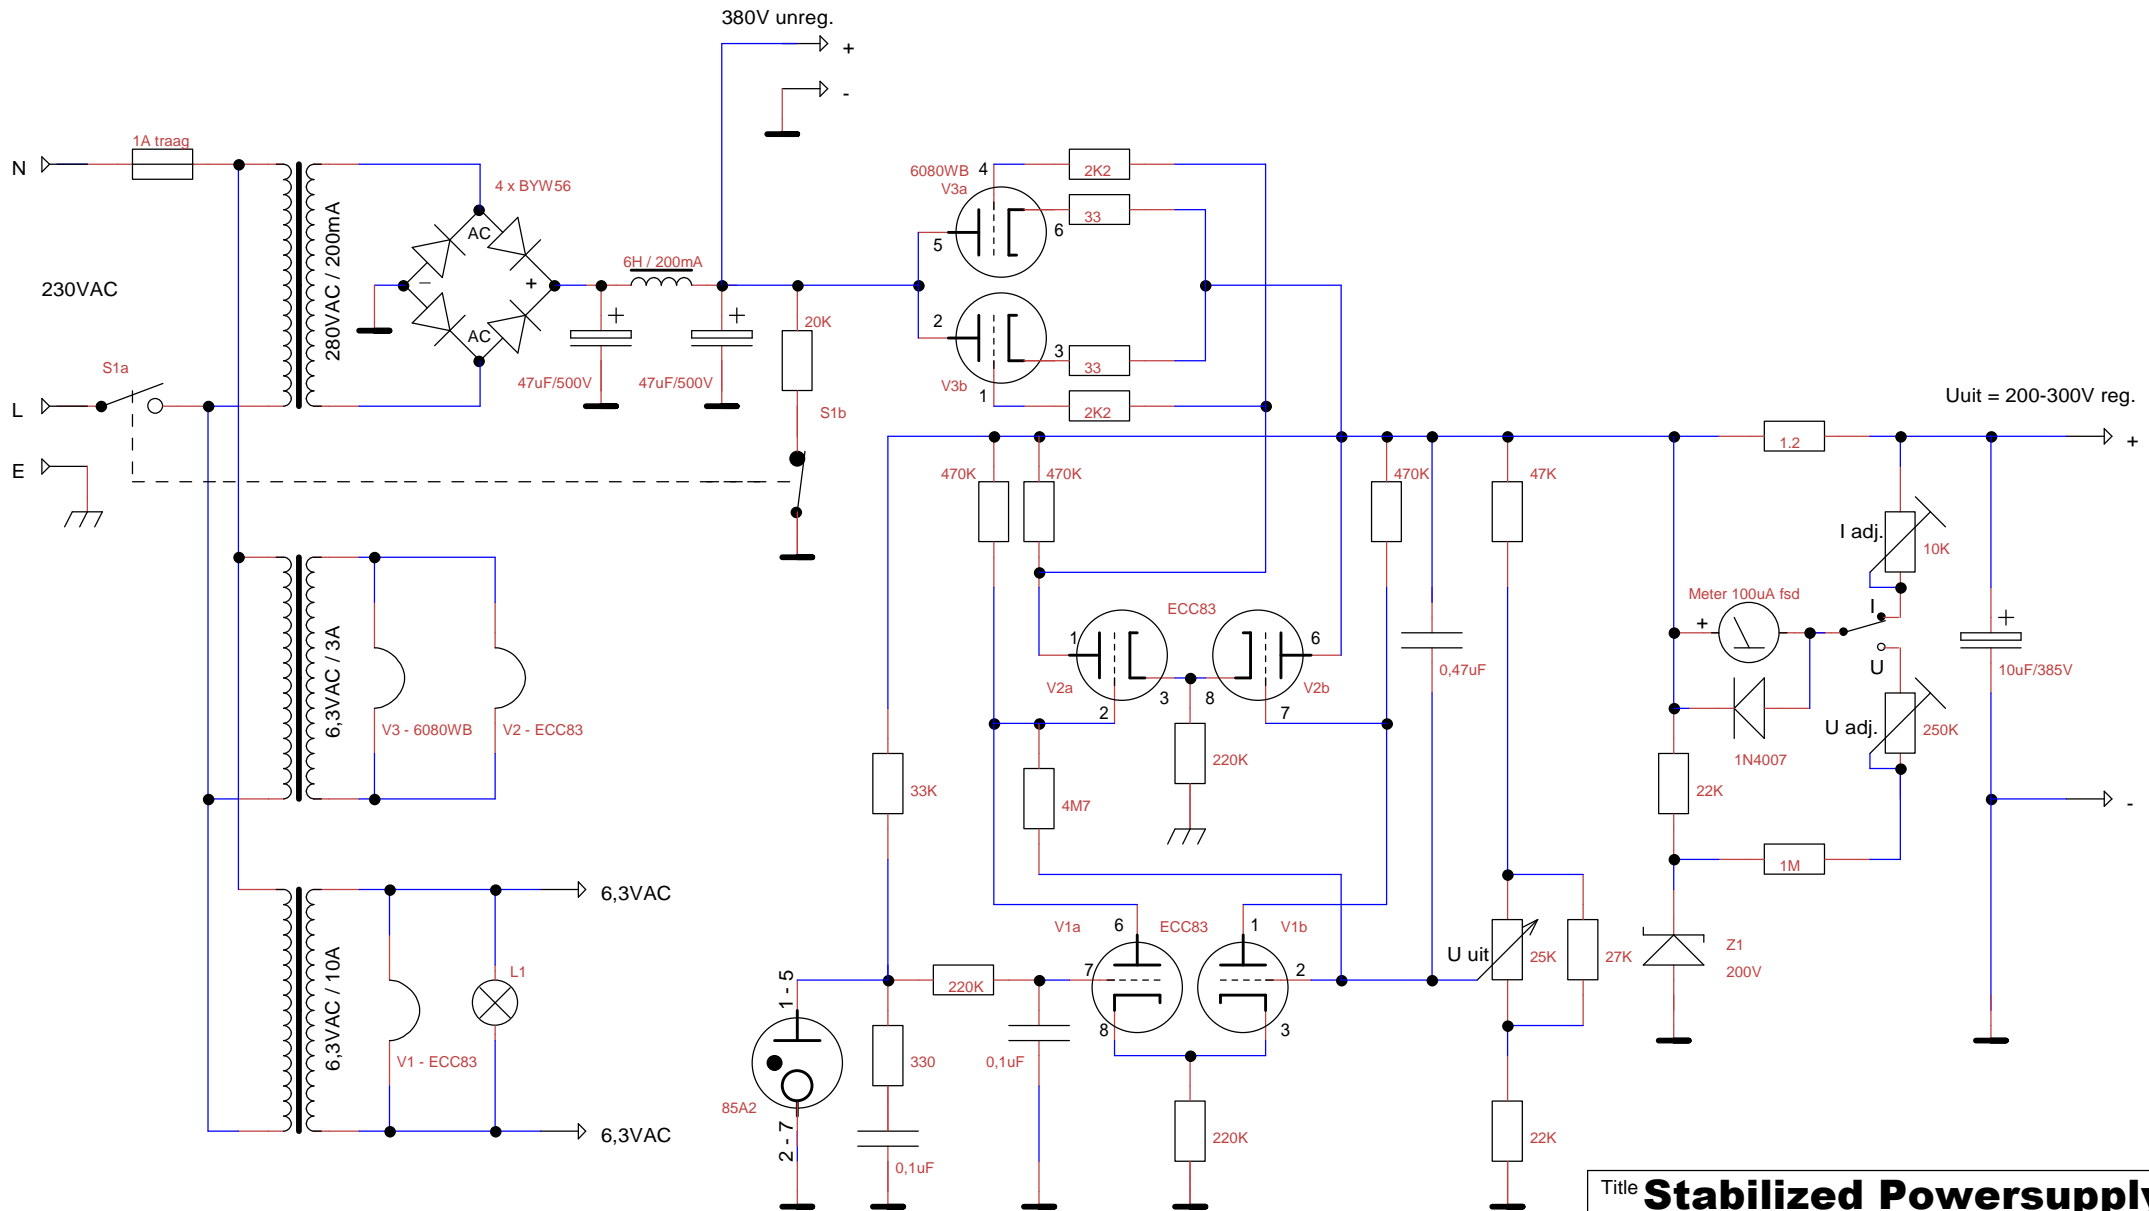 380V unreg.
+
-
N
1A traag
230VAC
280VAC / 200mA
4 x BYW56
AC
−
+
AC
6H / 200mA
+
47uF/500V
+
47uF/500V
20K
S1b
S1a
L
E
6080WB
V3a
4
5
6
2K2
33
2
3
1
V3b
33
2K2
Uuit = 200-300V reg.
470K
470K
470K
47K
1.2
+
I adj.
10K
Meter 100uA fsd
+
I
U
+
10uF/385V
U adj.
250K
1N4007
22K
1M
-
Z1
200V
ECC83
1
V2a
2
3
8
6
V2b
7
0,47uF
220K
4M7
33K
6,3VAC / 3A
V3 - 6080WB
V2 - ECC83
6,3VAC / 10A
6,3VAC
L1
V1 - ECC83
6,3VAC
1 - 5
85A2
2 - 7
220K
330
0,1uF
0,1uF
V1a
6
ECC83
1
V1b
7
8
2
3
220K
U uit
25K
27K
22K
Title Stabilized Powersupply